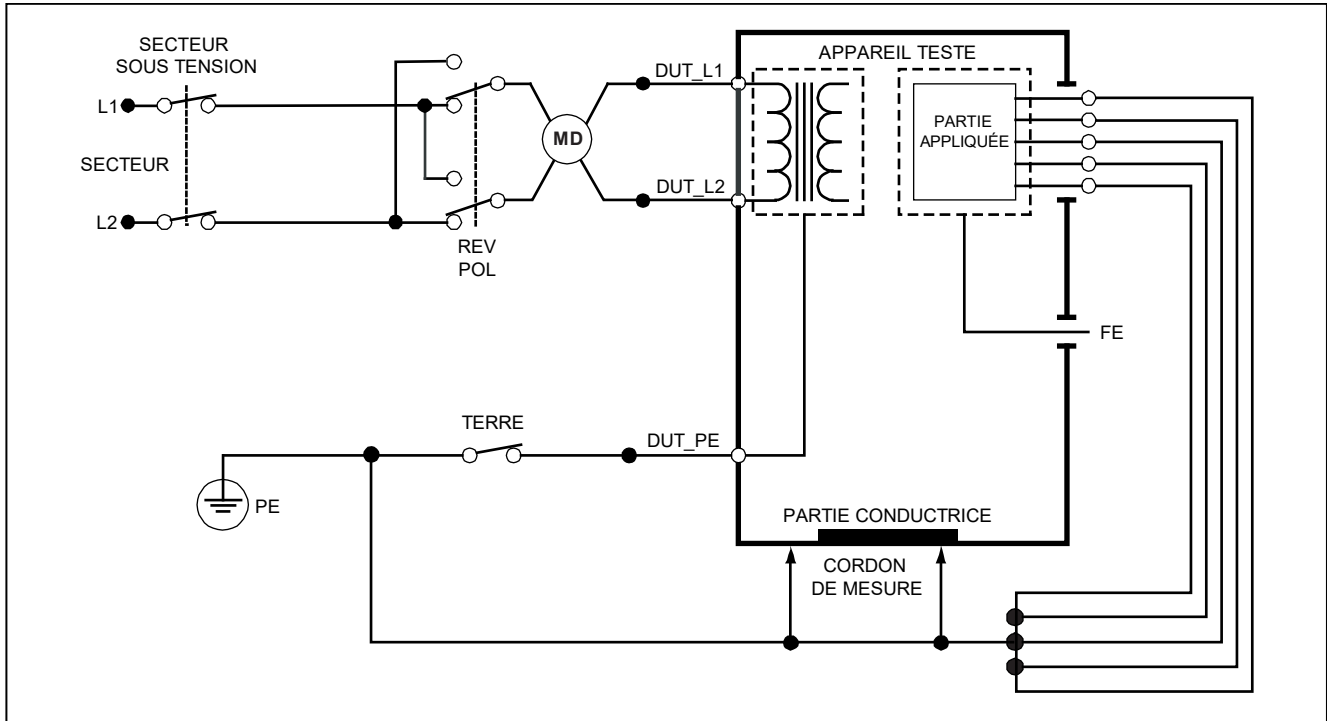 SECTEUR
SOUS TENSION
L1
SECTEUR
L2
REV
POL
MD
DUT_L1
DUT_L2
APPAREIL TESTE
PARTIE
APPLIQUÉE
FE
TERRE
DUT_PE
PE
PARTIE CONDUCTRICE
CORDON
DE MESURE